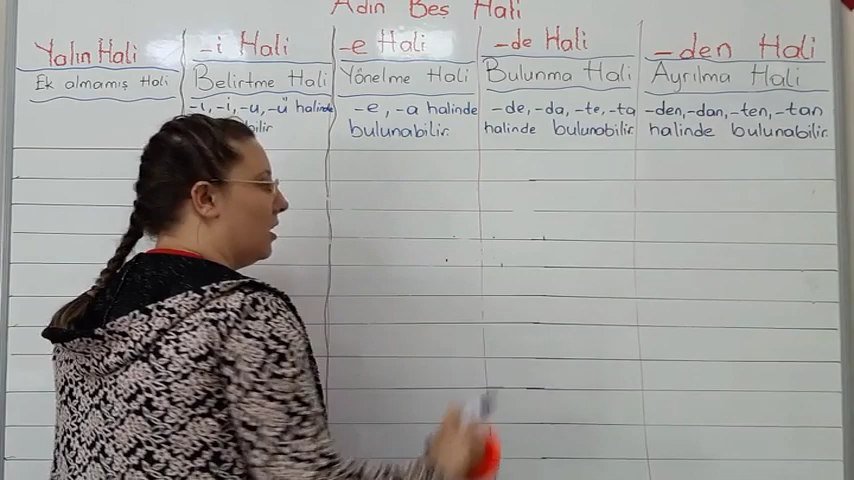 Adın Beş Hali
Yalın Hali
Ek almamış Hali
-i Hali
Belirtme Hali
-ı, -i, -u, -ü halinde
-e Hali
Yönelme Hali
-e, -a halinde
bulunabilir.
-de Hali
Bulunma Hali
-de, -da, -te, -ta
halinde bulunabilir.
-den Hali
Ayrılma Hali
-den, -dan, -ten, -tan
halinde bulunabilir.